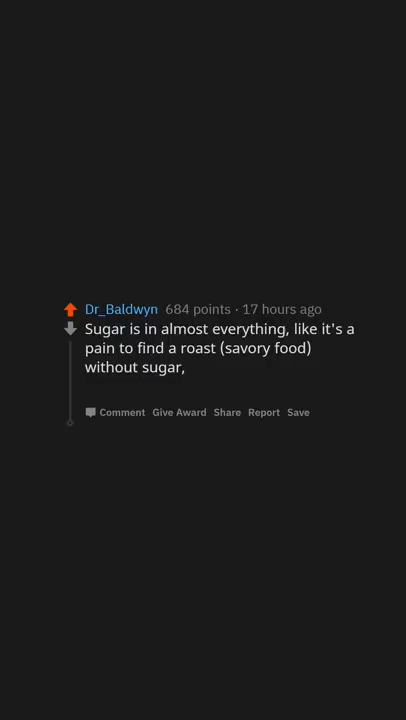 Dr_Baldwyn 684 points · 17 hours ago
Sugar is in almost everything, like it's a
pain to find a roast (savory food)
without sugar,
Comment Give Award Share Report Save